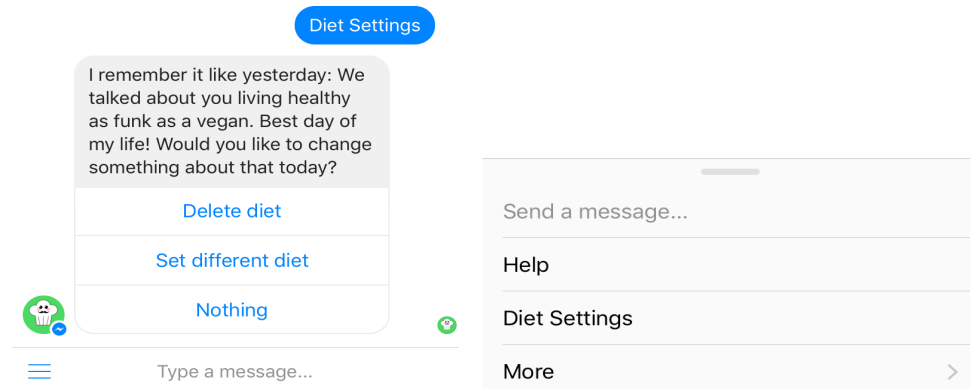 Diet Settings
I remember it like yesterday: We
talked about you living healthy
as funk as a vegan. Best day of
my life! Would you like to change
something about that today?
Delete diet
Set different diet
Nothing
Type a message...
Send a message...
Help
Diet Settings
More